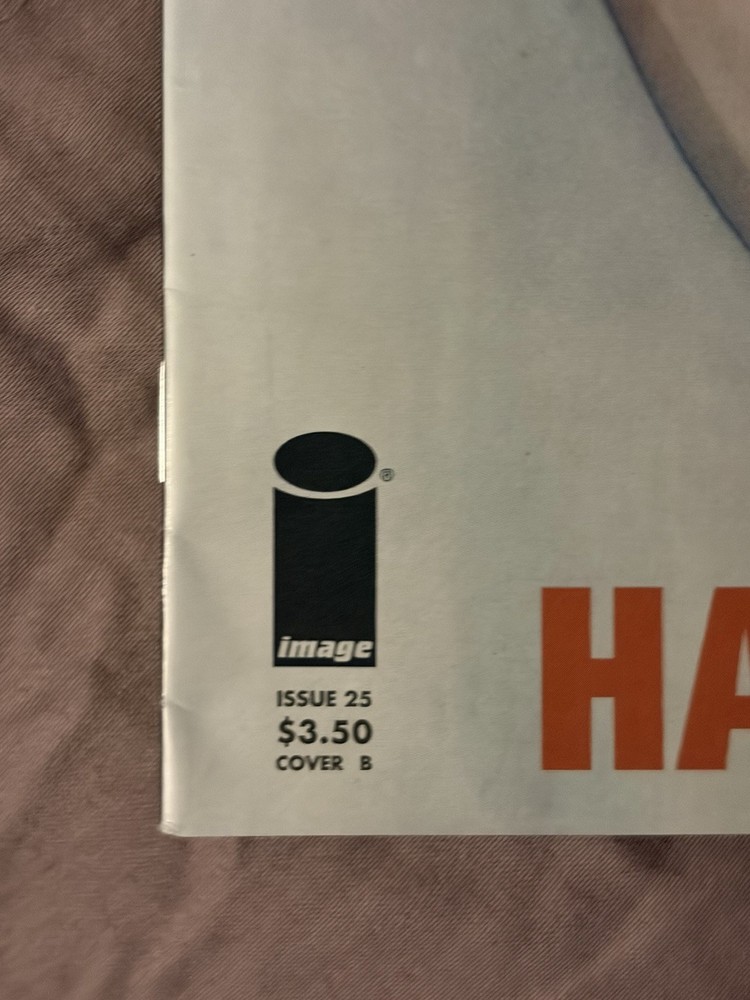 ®
image
ISSUE 25
$3.50
COVER B
HA